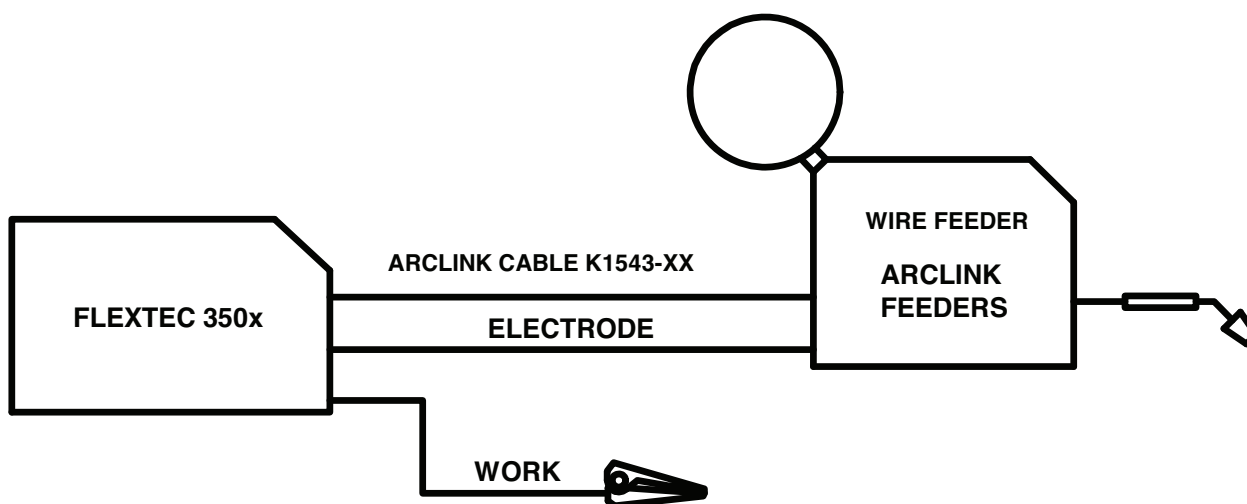 WIRE FEEDER
ARCLINK CABLE K1543-XX
ARCLINK
FEEDERS
FLEXTEC 350x
ELECTRODE
WORK